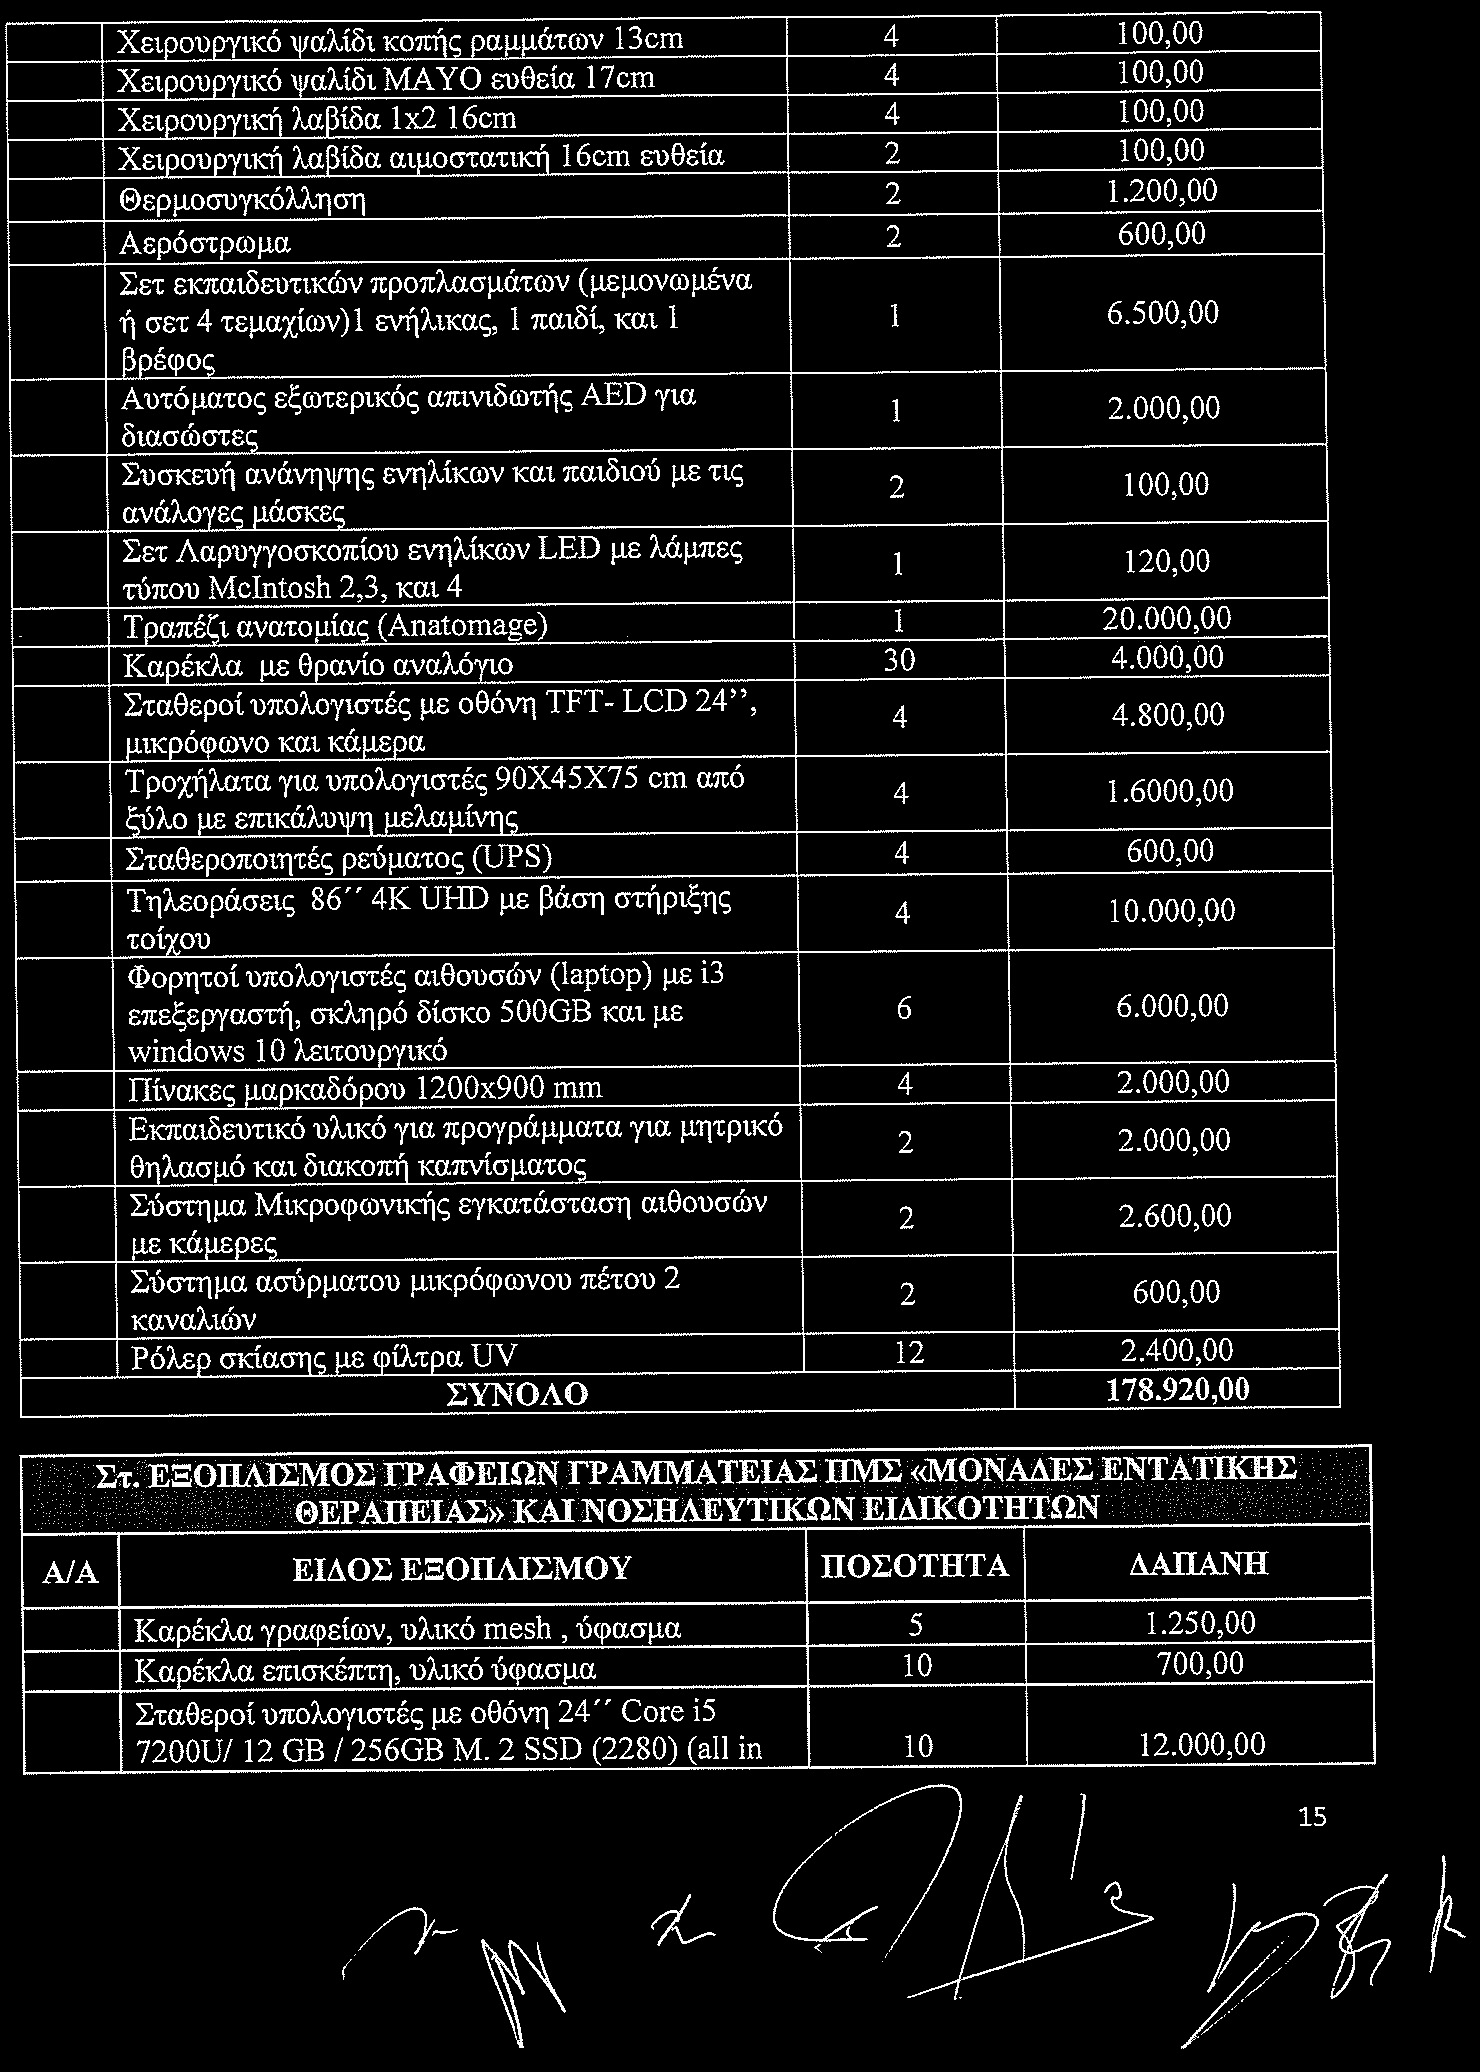 Χειρουργικό ψαλίδι κοπής ραμμάτων 13cm 4 100,00
Χειρουργικό ψαλίδι MAYO ευθεία 17cm 4 100,00
Χειρουργική λαβίδα 1x2 16cm 4 100,00
Χειρουργική λαβίδα αιμοστατική 16cm ευθεία 2 100,00
Θερμοσυγκόλληση 2 1.200,00
Αερόστρωμα 2 600,00
Σετ εκπαιδευτικών προπλασμάτων (μεμονωμένα
ή σετ 4 τεμαχίων)1 ενήλικας, 1 παιδί, και 1 1 6.500,00
βρέφος
Αυτόματος εξωτερικός απινιδωτής AED για
διασώστες 1 2.000,00
Συσκευή ανάνηψης ενηλίκων και παιδιού με τις
ανάλογες μάσκες 2 100,00
Σετ Λαρυγγοσκοπίου ενηλίκων LED με λάμπες
τύπου McIntosh 2,3, και 4 1 120,00
Τραπέζι ανατομίας (Anatomage) 1 20.000,00
Καρέκλα με θρανίο αναλόγιο 30 4.000,00
Σταθεροί υπολογιστές με οθόνη TFT- LCD 24’’,
μικρόφωνο και κάμερα 4 4.800,00
Τροχήλατα για υπολογιστές 90X45X75 cm από
ξύλο με επικάλυψη μελαμίνης 4 1.6000,00
Σταθεροποιητές ρεύματος (UPS) 4 600,00
Τηλεοράσεις 86΄΄ 4K UHD με βάση στήριξης
τοίχου 4 10.000,00
Φορητοί υπολογιστές αιθουσών (laptop) με i3
επεξεργαστή, σκληρό δίσκο 500GB και με 6 6.000,00
windows 10 λειτουργικό
Πίνακες μαρκαδόρου 1200x900 mm 4 2.000,00
Εκπαιδευτικό υλικό για προγράμματα για μητρικό
θηλασμό και διακοπή καπνίσματος 2 2.000,00
Σύστημα Μικροφωνικής εγκατάσταση αιθουσών
με κάμερες 2 2.600,00
Σύστημα ασύρματου μικρόφωνου πέτου 2
καναλιών 2 600,00
Ρόλερ σκίασης με φίλτρα UV 12 2.400,00
ΣΥΝΟΛΟ 178.920,00
Στ. ΕΞΟΠΛΙΣΜΟΣ ΓΡΑΦΕΙΩΝ ΓΡΑΜΜΑΤΕΙΑΣ ΠΜΣ «ΜΟΝΑΔΕΣ ΕΝΤΑΤΙΚΗΣ
ΘΕΡΑΠΕΙΑΣ» ΚΑΙ ΝΟΣΗΛΕΥΤΙΚΩΝ ΕΙΔΙΚΟΤΗΤΩΝ
Α/Α ΕΙΔΟΣ ΕΞΟΠΛΙΣΜΟΥ ΠΟΣΟΤΗΤΑ ΔΑΠΑΝΗ
Καρέκλα γραφείων, υλικό mesh , ύφασμα 5 1.250,00
Καρέκλα επισκέπτη, υλικό ύφασμα 10 700,00
Σταθεροί υπολογιστές με οθόνη 24΄΄ Core i5
7200U/ 12 GB / 256GB M. 2 SSD (2280) (all in 10 12.000,00
15